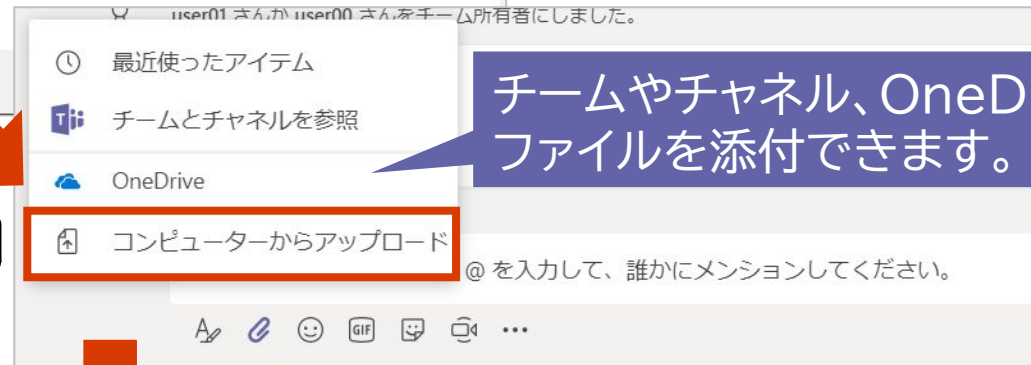 user01 さんが user00 さんをチーム所有者にしました。
最近使ったアイテム
チームとチャネルを参照
OneDrive
コンピューターからアップロード
チームやチャネル、OneD
ファイルを添付できます。
@ を入力して、誰かにメンションしてください。
GIF